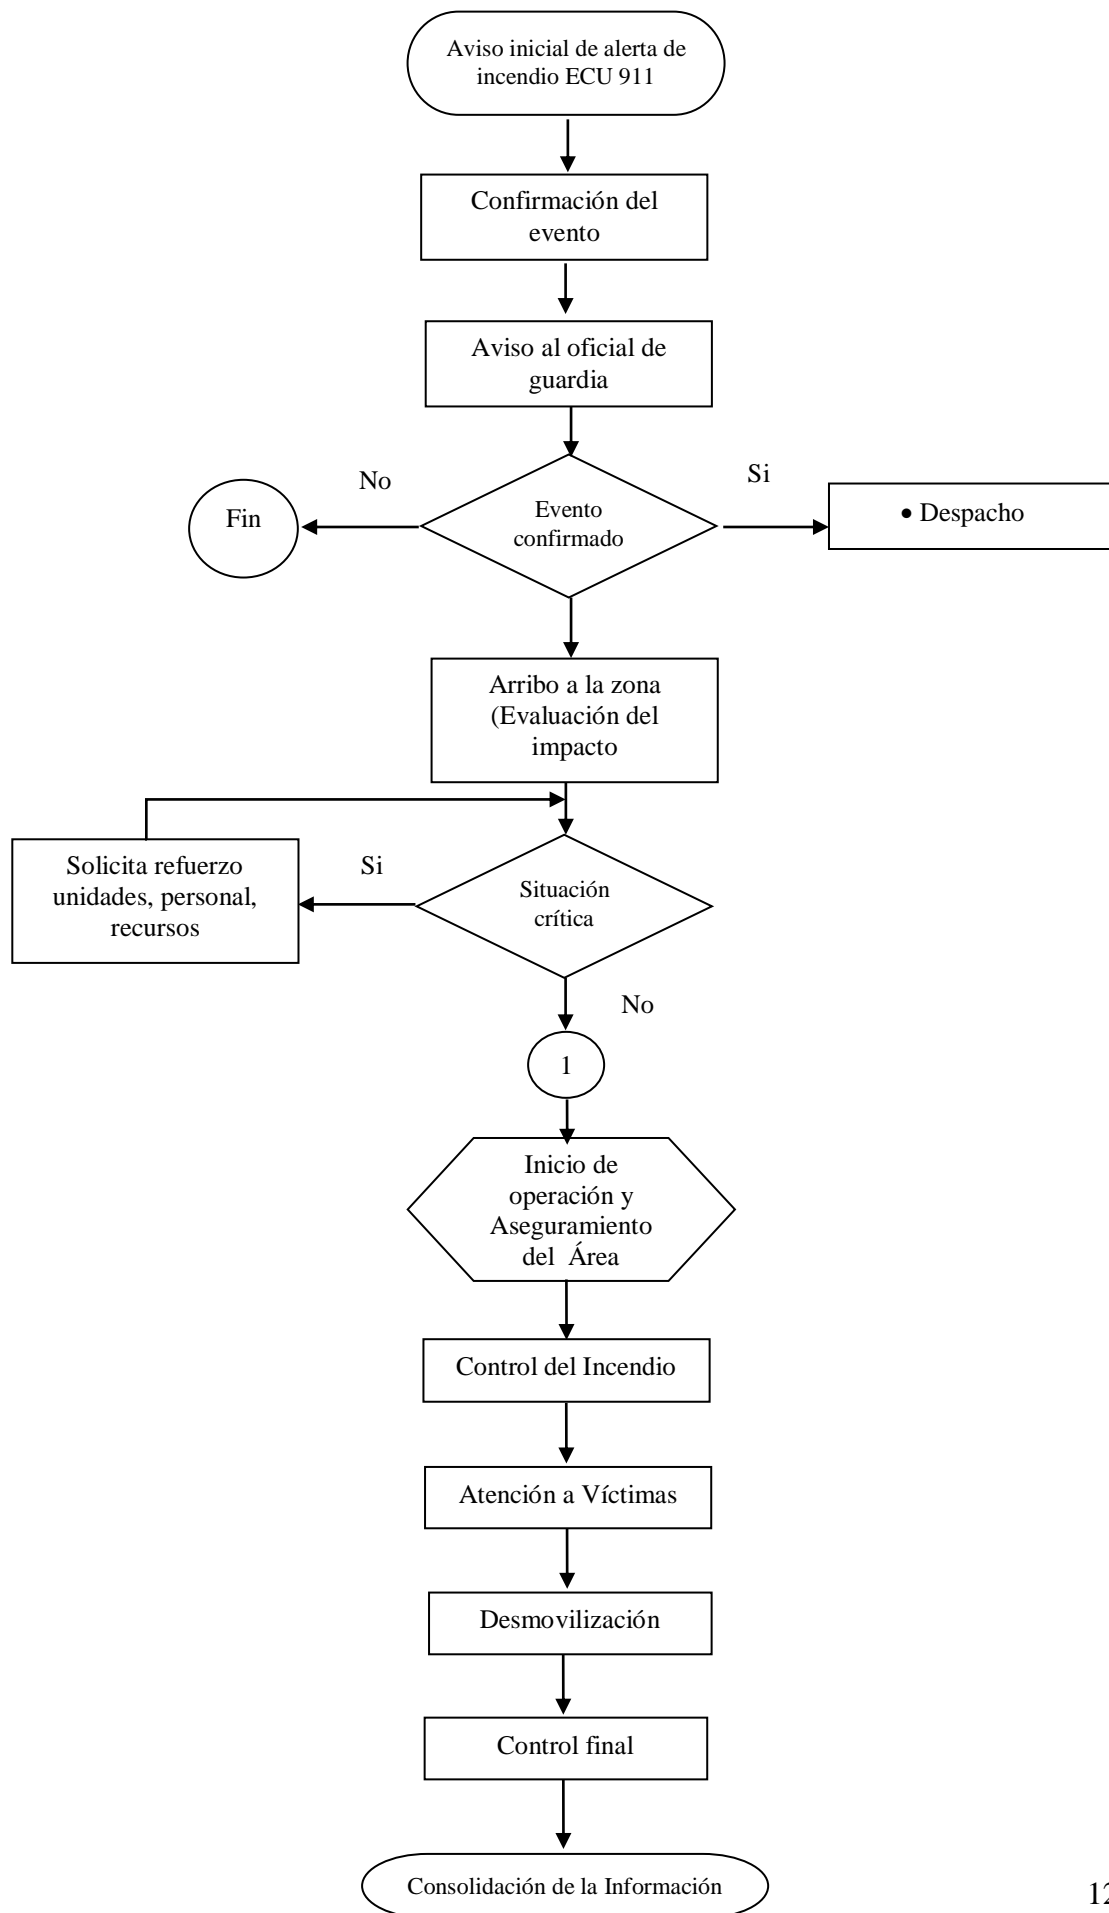 Aviso inicial de alerta de
incendio ECU 911
Confirmación del
evento
Aviso al oficial de
guardia
No
Si
Fin
Evento
confirmado
• Despacho
Arribo a la zona
(Evaluación del
impacto
Solicita refuerzo
unidades, personal,
recursos
Si
Situación
crítica
No
1
Inicio de
operación y
Aseguramiento
del Área
Control del Incendio
Atención a Víctimas
Desmovilización
Control final
Consolidación de la Información
12